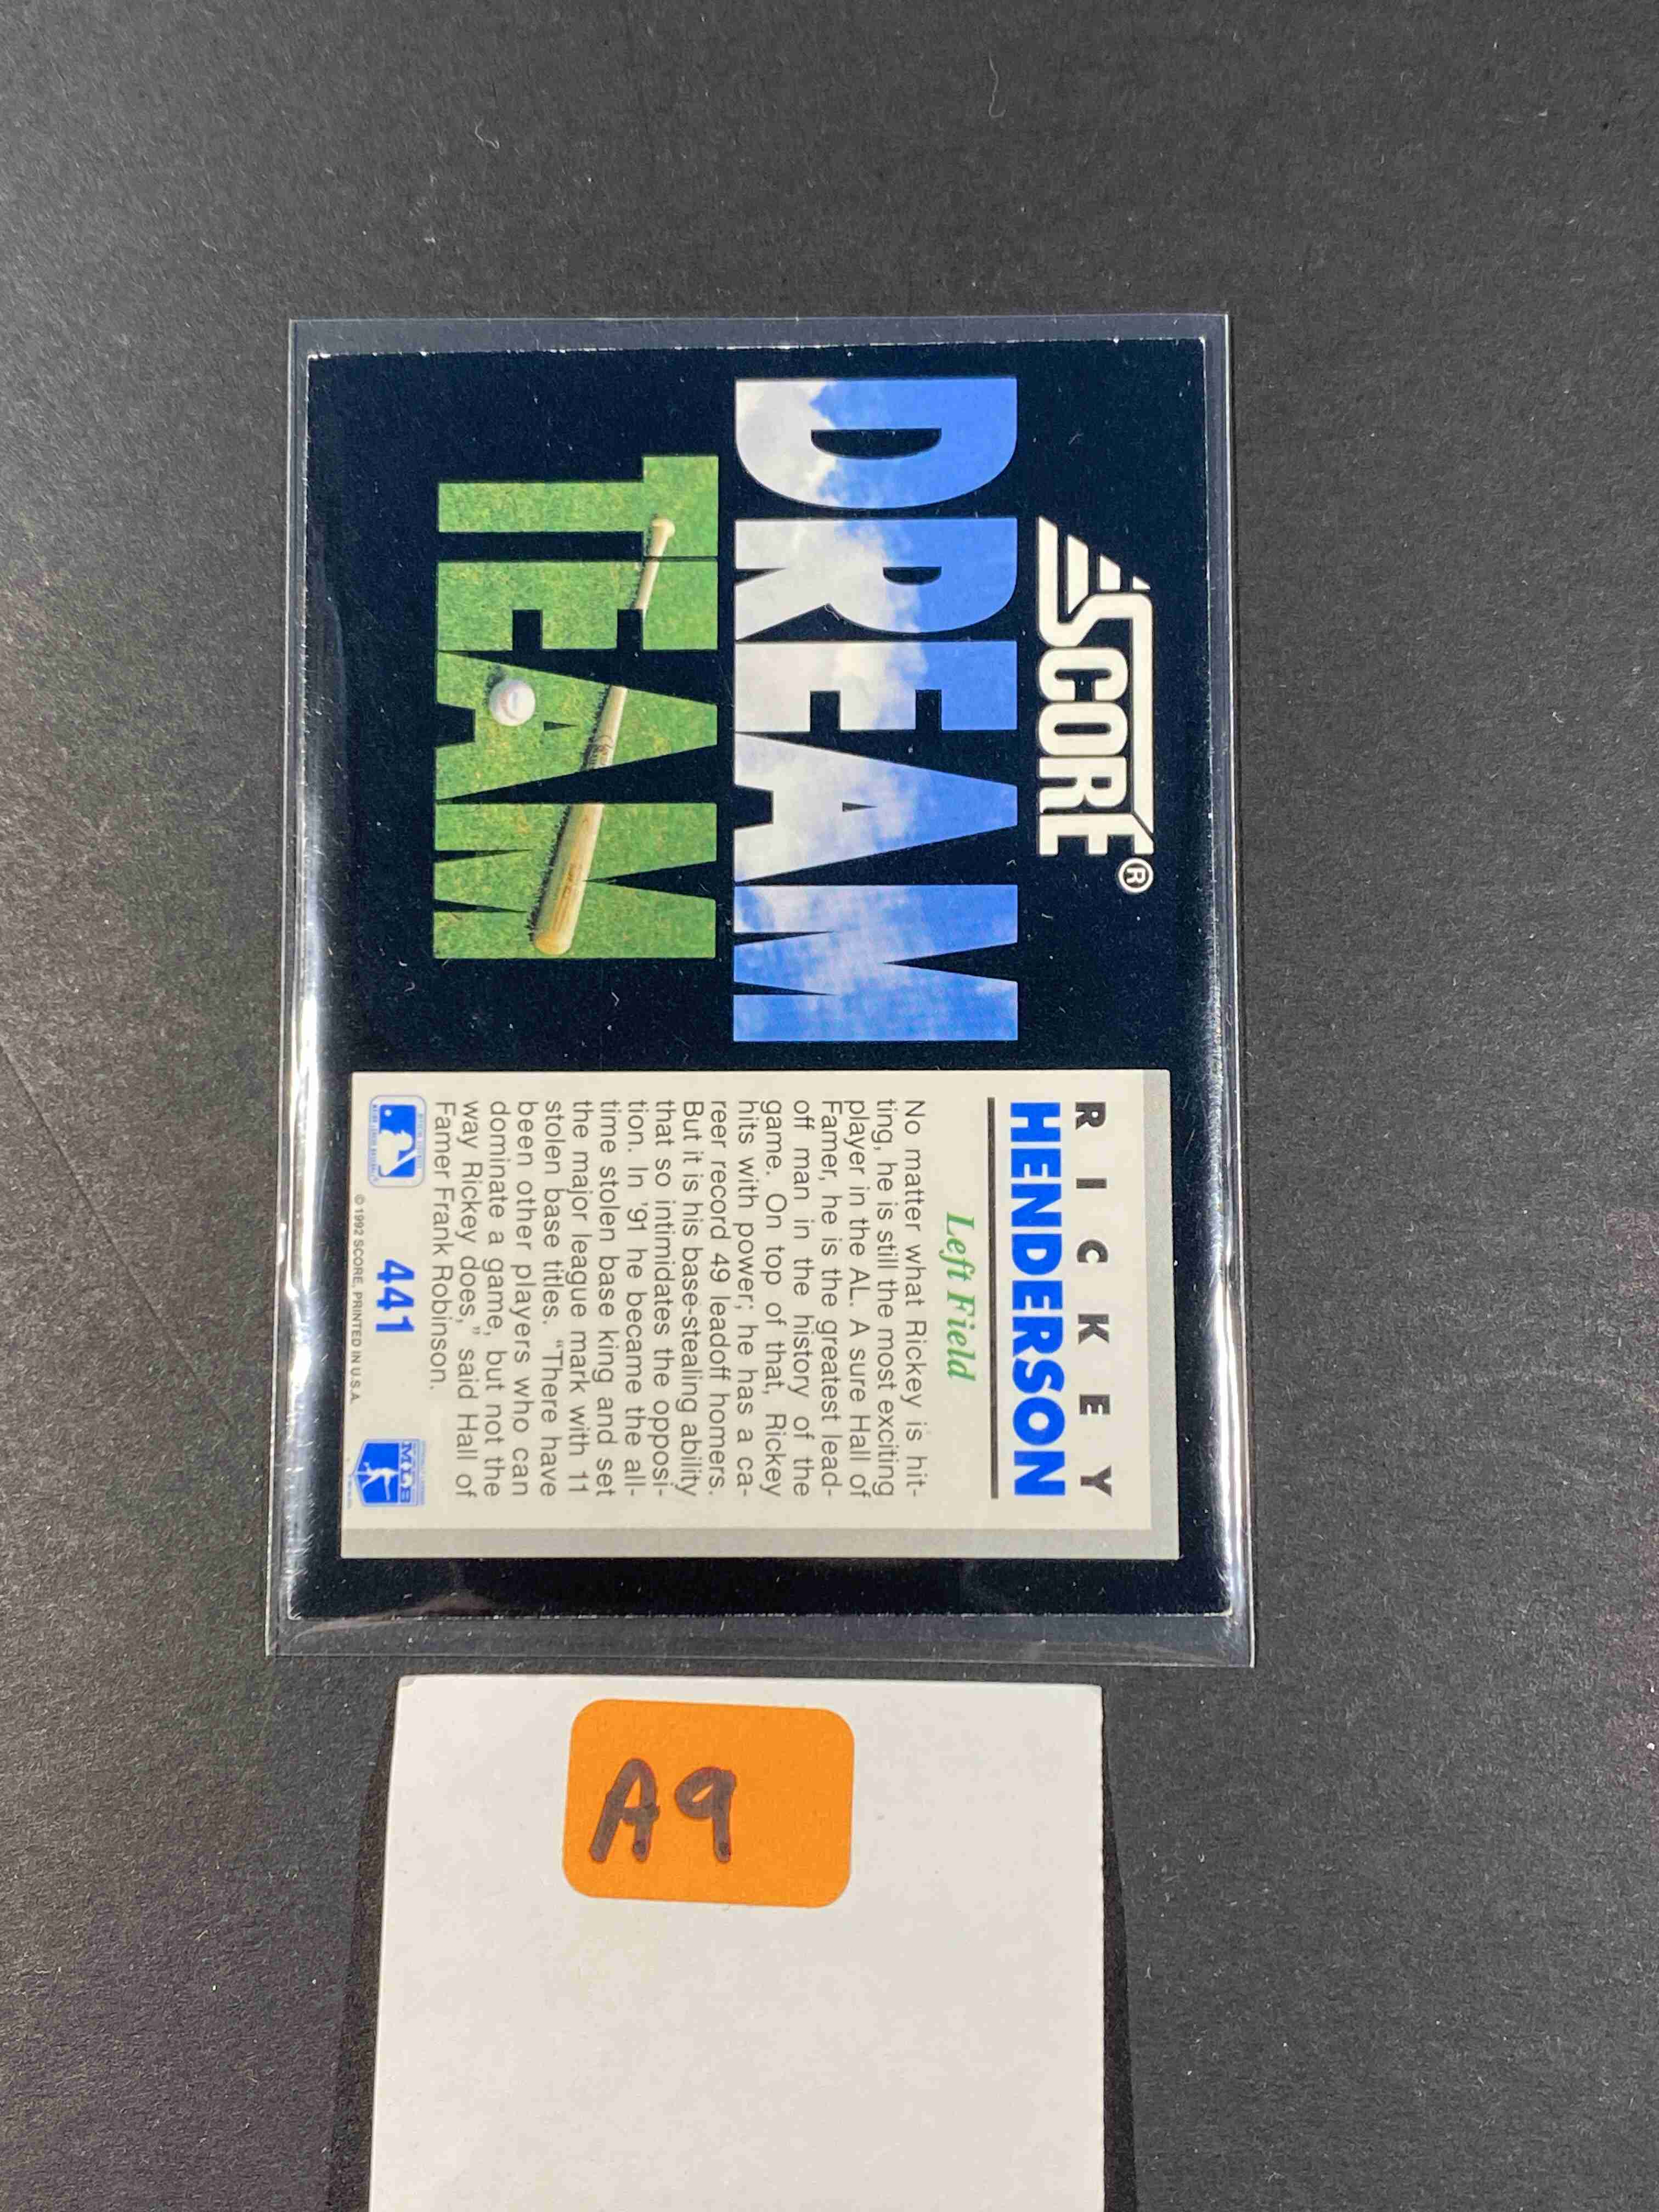 SCORE®
DREAM
TEAM
RICKEY
HENDERSON
Left Field
No matter what Rickey is hit-
ting, he is still the most exciting
player in the AL. A sure Hall of
Famer, he is the greatest lead-
off man in the history of the
game. On top of that, Rickey
hits with power; he has a ca-
reer record 49 leadoff homers.
But it is his base-stealing ability
that so intimidates the opposi-
tion. In '91 he became the all-
time stolen base king and set
the major league mark with 11
stolen base titles. "There have
been other players who can
dominate a game, but not the
way Rickey does," said Hall of
Famer Frank Robinson.
441
MLB
© 1992 SCORE, PRINTED IN U.S.A.
A9